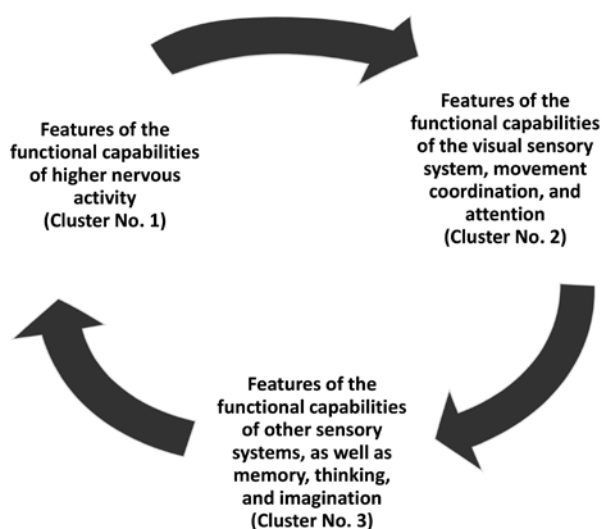 Features of the
functional capabilities
of higher nervous
activity
(Cluster No. 1)
Features of the
functional capabilities
of the visual sensory
system, movement
coordination, and
attention
(Cluster No. 2)
Features of the
functional capabilities
of other sensory
systems, as well as
memory, thinking,
and imagination
(Cluster No. 3)